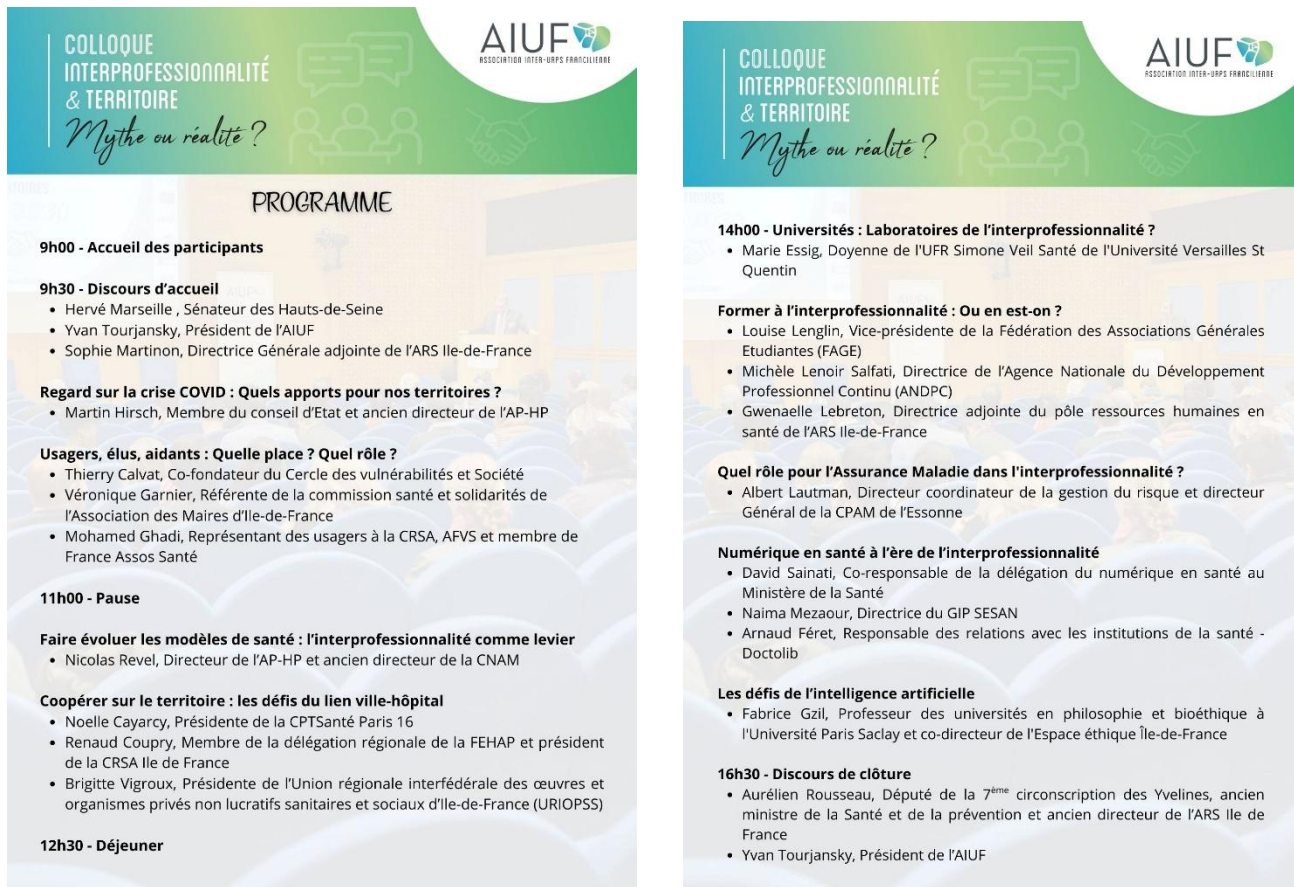 COLLOQUE
INTERPROFESSIONNALITÉ
& TERRITOIRE
Mythe ou réalité ?
AIUF
ASSOCIATION INTER-URPS FRANCILIENNE
PROGRAMME
9h00 - Accueil des participants
9h30 - Discours d’accueil
• Hervé Marseille , Sénateur des Hauts-de-Seine
• Yvan Tourjansky, Président de l’AIUF
• Sophie Martinon, Directrice Générale adjointe de l’ARS Ile-de-France
Regard sur la crise COVID : Quels apports pour nos territoires ?
• Martin Hirsch, Membre du conseil d’Etat et ancien directeur de l’AP-HP
Usagers, élus, aidants : Quelle place ? Quel rôle ?
• Thierry Calvat, Co-fondateur du Cercle des vulnérabilités et Société
• Véronique Garnier, Référente de la commission santé et solidarités de
l’Association des Maires d’Ile-de-France
• Mohamed Ghadi, Représentant des usagers à la CRSA, AFVS et membre de
France Assos Santé
11h00 - Pause
Faire évoluer les modèles de santé : l’interprofessionnalité comme levier
• Nicolas Revel, Directeur de l’AP-HP et ancien directeur de la CNAM
Coopérer sur le territoire : les défis du lien ville-hôpital
• Noelle Cayarcy, Présidente de la CPTSanté Paris 16
• Renaud Coupry, Membre de la délégation régionale de la FEHAP et président
de la CRSA Ile de France
• Brigitte Vigroux, Présidente de l’Union régionale interfédérale des œuvres et
organismes privés non lucratifs sanitaires et sociaux d’Ile-de-France (URIOPSS)
12h30 - Déjeuner
COLLOQUE
INTERPROFESSIONNALITÉ
& TERRITOIRE
Mythe ou réalité ?
AIUF
ASSOCIATION INTER-URPS FRANCILIENNE
14h00 - Universités : Laboratoires de l’interprofessionnalité ?
• Marie Essig, Doyenne de l'UFR Simone Veil Santé de l'Université Versailles St
Quentin
Former à l’interprofessionnalité : Ou en est-on ?
• Louise Lenglin, Vice-présidente de la Fédération des Associations Générales
Etudiantes (FAGE)
• Michèle Lenoir Salfati, Directrice de l’Agence Nationale du Développement
Professionnel Continu (ANDPC)
• Gwenaelle Lebreton, Directrice adjointe du pôle ressources humaines en
santé de l’ARS Ile-de-France
Quel rôle pour l’Assurance Maladie dans l'interprofessionnalité ?
• Albert Lautman, Directeur coordinateur de la gestion du risque et directeur
Général de la CPAM de l’Essonne
Numérique en santé à l’ère de l’interprofessionnalité
• David Sainati, Co-responsable de la délégation du numérique en santé au
Ministère de la Santé
• Naima Mezaour, Directrice du GIP SESAN
• Arnaud Féret, Responsable des relations avec les institutions de la santé -
Doctolib
Les défis de l’intelligence artificielle
• Fabrice Gzil, Professeur des universités en philosophie et bioéthique à
l'Université Paris Saclay et co-directeur de l'Espace éthique Île-de-France
16h30 - Discours de clôture
• Aurélien Rousseau, Député de la 7ème circonscription des Yvelines, ancien
ministre de la Santé et de la prévention et ancien directeur de l’ARS Ile de
France
• Yvan Tourjansky, Président de l’AIUF